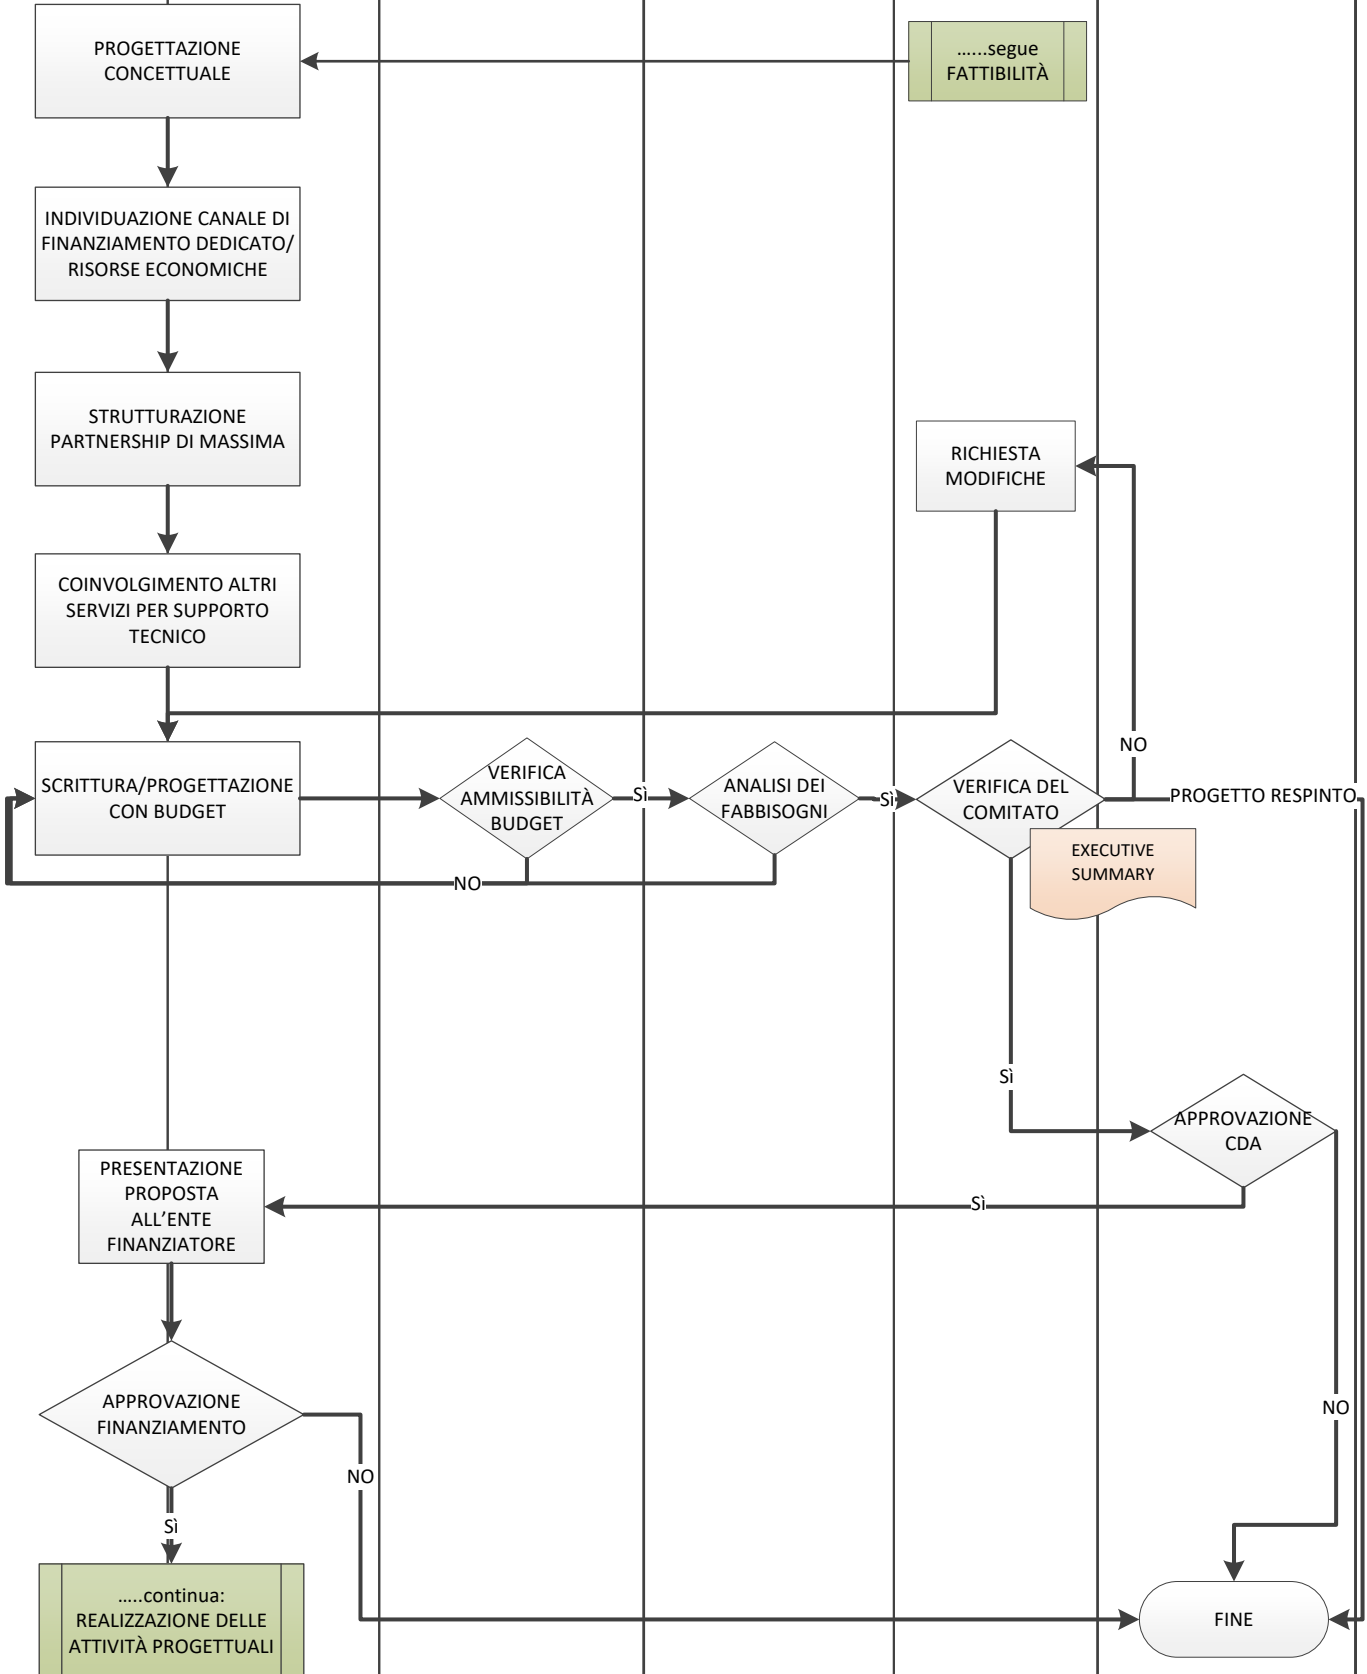 PROGETTAZIONE
CONCETTUALE
…...segue
FATTIBILITÀ
INDIVIDUAZIONE CANALE DI
FINANZIAMENTO DEDICATO/
RISORSE ECONOMICHE
STRUTTURAZIONE
PARTNERSHIP DI MASSIMA
RICHIESTA
MODIFICHE
COINVOLGIMENTO ALTRI
SERVIZI PER SUPPORTO
TECNICO
SCRITTURA/PROGETTAZIONE
CON BUDGET
VERIFICA
AMMISSIBILITÀ
BUDGET
Sì
ANALISI DEI
FABBISOGNI
Sì
VERIFICA DEL
COMITATO
NO
PROGETTO RESPINTO
EXECUTIVE
SUMMARY
NO
Sì
APPROVAZIONE
CDA
PRESENTAZIONE
PROPOSTA
ALL’ENTE
FINANZIATORE
Sì
APPROVAZIONE
FINANZIAMENTO
NO
NO
Sì
…..continua:
REALIZZAZIONE DELLE
ATTIVITÀ PROGETTUALI
FINE